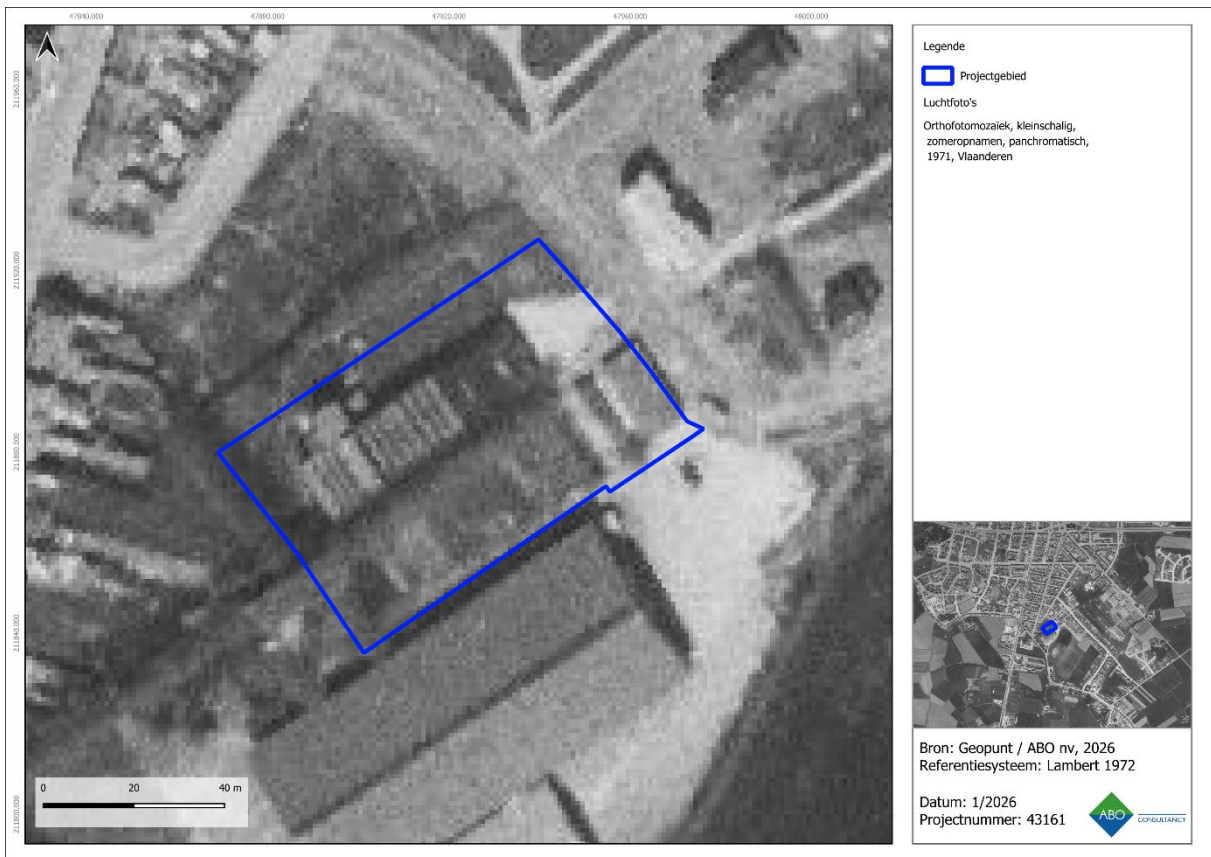 47840.000
47880.000
47920.000
47960.000
48000.000
211960.000
211920.000
211880.000
211840.000
211800.000
0 20 40 m
Legende
Projectgebied
Luchtfoto's
Orthofotomozaïek, kleinschalig,
zomeropnamen, panchromatisch,
1971, Vlaanderen
Bron: Geopunt / ABO nv, 2026
Referentiesysteem: Lambert 1972
Datum: 1/2026
Projectnummer: 43161
ABO CONSULTANCY